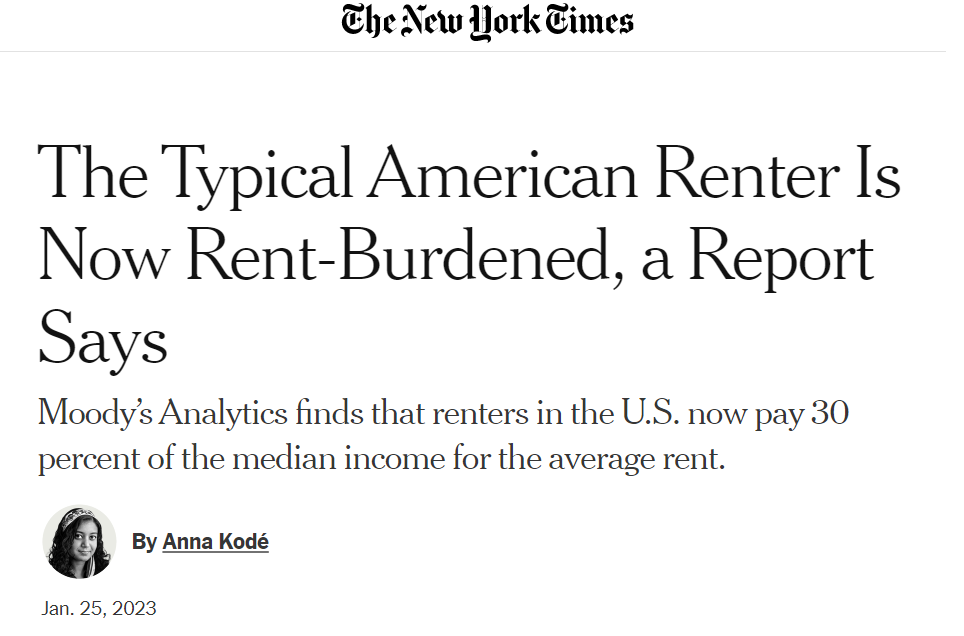 The New York Times
The Typical American Renter Is
Now Rent-Burdened, a Report
Says
Moody’s Analytics finds that renters in the U.S. now pay 30
percent of the median income for the average rent.
By Anna Kodé
Jan. 25, 2023